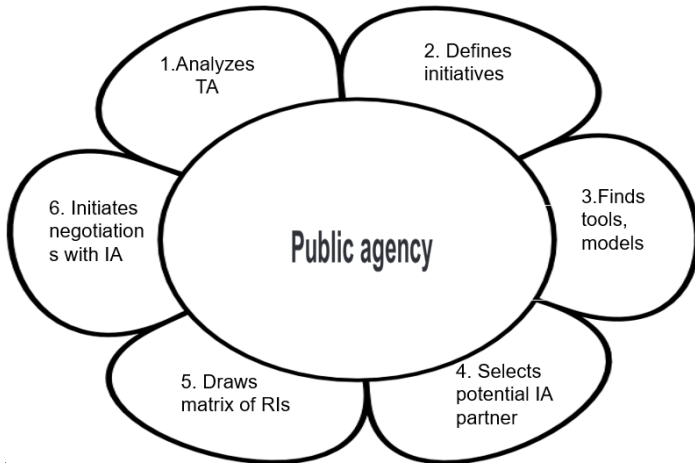 1.Analyzes
TA
2. Defines
initiatives
3.Finds
tools,
models
4. Selects
potential IA
partner
5. Draws
matrix of RIs
6. Initiates
negotiation
s with IA
Public agency